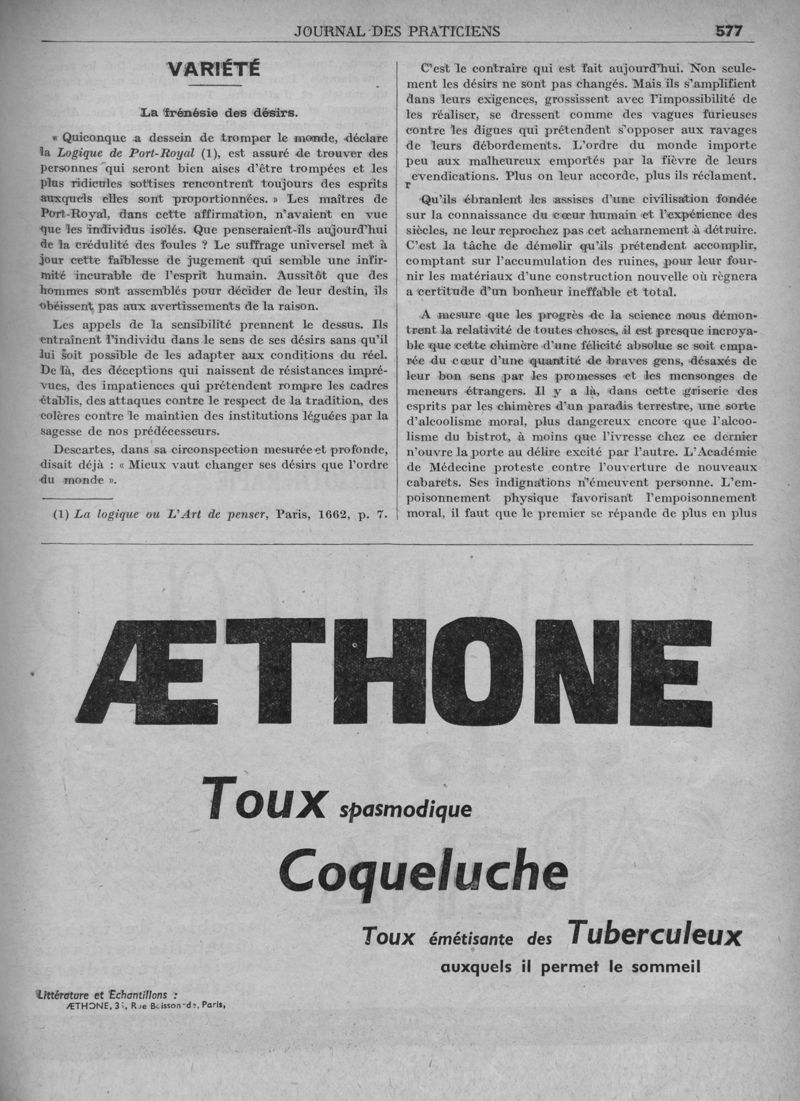 JOURNAL DES PRATICIENS 577
VARIÉTÉ
La frénésie des désirs.
« Quiconque a dessein de tromper le monde, déclare
la Logique de Port-Royal (1), est assuré de trouver des
personnes qui seront bien aises d'être trompées et les
plus ridicules sottises rencontrent toujours des esprits
auxquels elles sont proportionnées. » Les maîtres de
Port-Royal, dans cette affirmation, n'avaient en vue
que les individus isolés. Que penseraient-ils aujourd'hui
de la crédulité des foules ? Le suffrage universel met à
jour cette faiblesse de jugement qui semble une infir-
mité incurable de l'esprit humain. Aussitôt que des
hommes sont assemblés pour décider de leur destin, ils
obéissent pas aux avertissements de la raison.
Les appels de la sensibilité prennent le dessus. Ils
entraînent l'individu dans le sens de ses désirs sans qu'il
lui soit possible de les adapter aux conditions du réel.
De là, des déceptions qui naissent de résistances impré-
vues, des impatiences qui prétendent rompre les cadres
établis, des attaques contre le respect de la tradition, des
colères contre le maintien des institutions léguées par la
sagesse de nos prédécesseurs.
Descartes, dans sa circonspection mesurée et profonde,
disait déjà : « Mieux vaut changer ses désirs que l'ordre
du monde ».
(1) La logique ou L'Art de penser, Paris, 1662, p. 7.
C'est le contraire qui est fait aujourd'hui. Non seule-
ment les désirs ne sont pas changés. Mais ils s'amplifient
dans leurs exigences, grossissent avec l'impossibilité de
les réaliser, se dressent comme des vagues furieuses
contre les digues qui prétendent s'opposer aux ravages
de leurs débordements. L'ordre du monde importe
peu aux malheureux emportés par la fièvre de leurs
revendications. Plus on leur accorde, plus ils réclament.
Qu'ils ébranlent les assises d'une civilisation fondée
sur la connaissance du cœur humain et l'expérience des
siècles, ne leur reprochez pas cet acharnement à détruire.
C'est la tâche de démolir qu'ils prétendent accomplir,
comptant sur l'accumulation des ruines, pour leur four-
nir les matériaux d'une construction nouvelle où règnera
a certitude d'un bonheur ineffable et total.
A mesure que les progrès de la science nous démon-
trent la relativité de toutes choses, il est presque incroya-
ble que cette chimère d'une félicité absolue se soit empa-
rée du cœur d'une quantité de braves gens, désaxés de
leur bon sens par les promesses et les mensonges de
meneurs étrangers. Il y a là, dans cette griserie des
esprits par les chimères d'un paradis terrestre, une sorte
d'alcoolisme moral, plus dangereux encore que l'alcoo-
lisme du bistrot, à moins que l'ivresse chez ce dernier
n'ouvre la porte au délire excité par l'autre. L'Académie
de Médecine proteste contre l'ouverture de nouveaux
cabarets. Ses indignations n'émeuvent personne. L'em-
poisonnement physique favorisant l'empoisonnement
moral, il faut que le premier se répande de plus en plus
ÆTHONE
Toux spasmodique
Coqueluche
Toux émétisante des Tuberculeux
auxquels il permet le sommeil
Littérature et Echantillons :
ÆTHONE, Rue Paris,